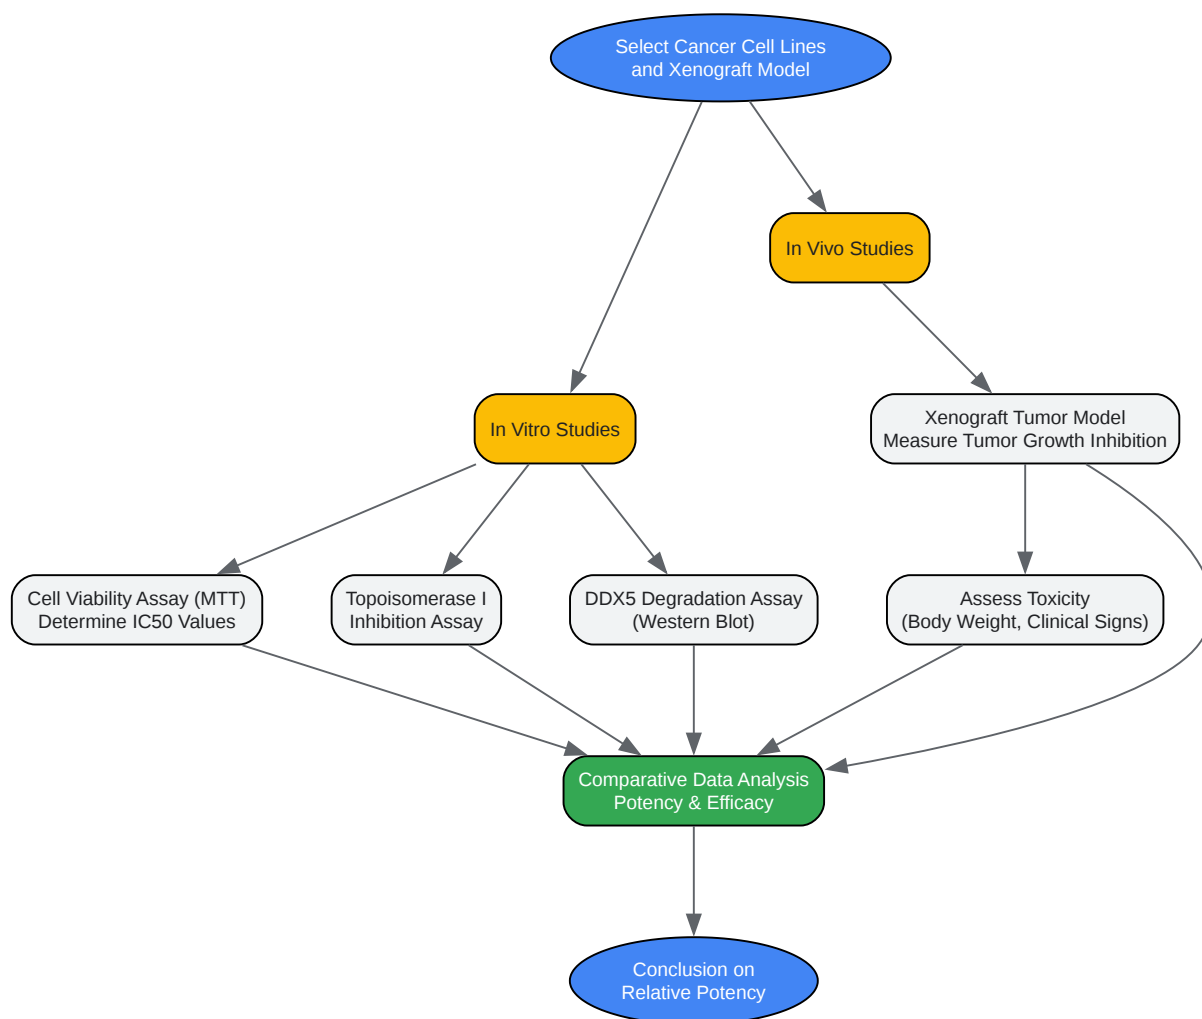 Select Cancer Cell Lines
and Xenograft Model
In Vivo Studies
In Vitro Studies
Xenograft Tumor Model
Measure Tumor Growth Inhibition
Cell Viability Assay (MTT)
Determine IC50 Values
Topoisomerase I
Inhibition Assay
DDX5 Degradation Assay
(Western Blot)
Assess Toxicity
(Body Weight, Clinical Signs)
Comparative Data Analysis
Potency & Efficacy
Conclusion on
Relative Potency